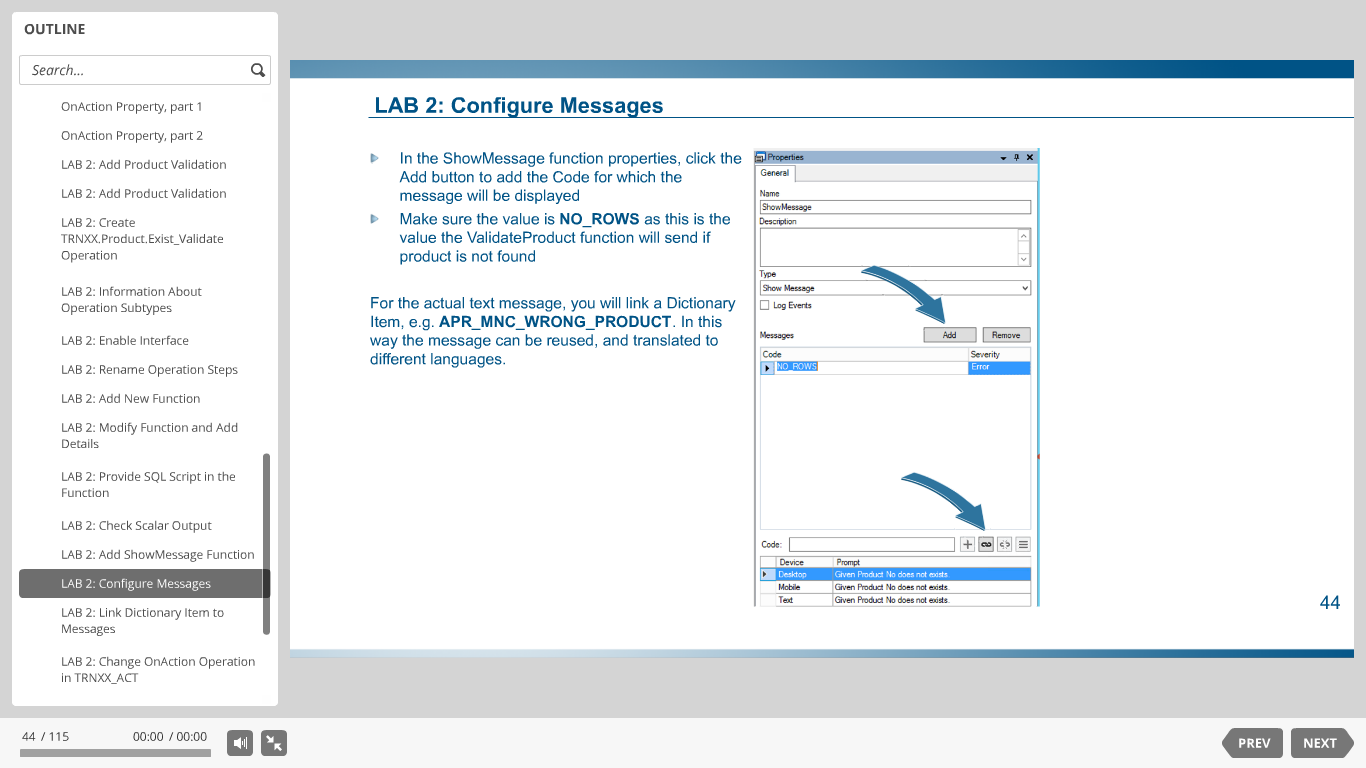 OUTLINE
Search...
OnAction Property, part 1
OnAction Property, part 2
LAB 2: Add Product Validation
LAB 2: Add Product Validation
LAB 2: Create
TRNXX.Product.Exist_Validate
Operation
LAB 2: Information About
Operation Subtypes
LAB 2: Enable Interface
LAB 2: Rename Operation Steps
LAB 2: Add New Function
LAB 2: Modify Function and Add
Details
LAB 2: Provide SQL Script in the
Function
LAB 2: Check Scalar Output
LAB 2: Add ShowMessage Function
LAB 2: Configure Messages
LAB 2: Link Dictionary Item to
Messages
LAB 2: Change OnAction Operation
in TRNXX_ACT
LAB 2: Configure Messages
In the ShowMessage function properties, click the
Add button to add the Code for which the
message will be displayed
Make sure the value is NO_ROWS as this is the
value the ValidateProduct function will send if
product is not found
For the actual text message, you will link a Dictionary
Item, e.g. APR_MNC_WRONG_PRODUCT. In this
way the message can be reused, and translated to
different languages.
Properties
General
Name
ShowMessage
Description
Type
Show Message
Log Events
Messages Add Remove
Code Severity
NO_ROWS Error
Code:
Device Prompt
Desktop Given Product No does not exists.
Mobile Given Product No does not exists.
Text Given Product No does not exists.
44
44 / 115 00:00 / 00:00
PREV NEXT